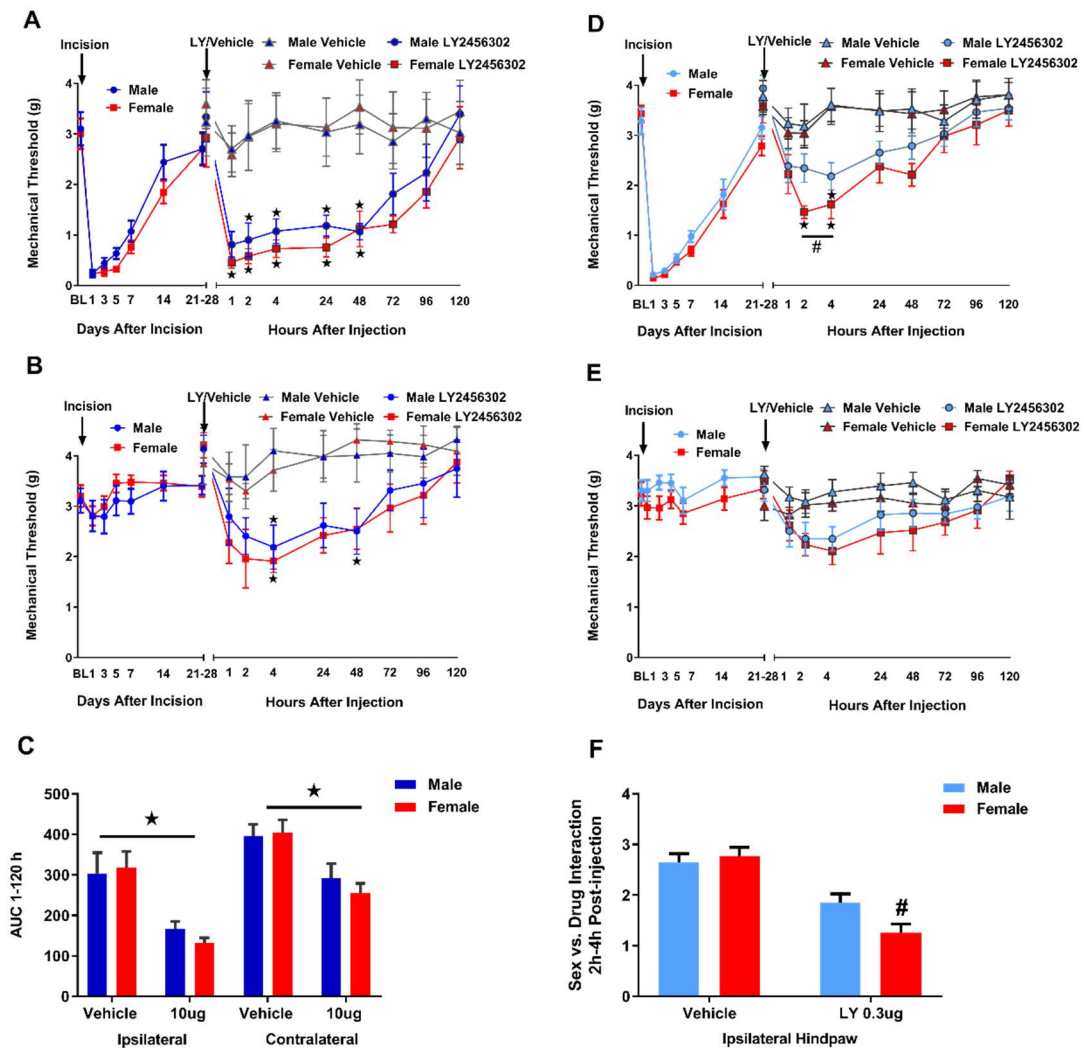 A
Incision
LY/Vehicle
Male Vehicle
Male LY2456302
Female Vehicle
Female LY2456302
Male
Female
Mechanical Threshold (g)
4
3
2
1
0
BL 1 3 5 7 14 21-28
1 2 4 24 48 72 96 120
Days After Incision
Hours After Injection
D
Incision
LY/Vehicle
Male Vehicle
Male LY2456302
Female Vehicle
Female LY2456302
Male
Female
Mechanical Threshold (g)
4
3
2
1
0
#
BL 1 3 5 7 14 21-28
1 2 4 24 48 72 96 120
Days After Incision
Hours After Injection
B
Incision
LY/Vehicle
Male Vehicle
Male LY2456302
Female Vehicle
Female LY2456302
Male
Female
Mechanical Threshold (g)
4
3
2
1
0
BL 1 3 5 7 14 21-28
1 2 4 24 48 72 96 120
Days After Incision
Hours After Injection
E
Incision
LY/Vehicle
Male Vehicle
Male LY2456302
Female Vehicle
Female LY2456302
Male
Female
Mechanical Threshold (g)
4
3
2
1
0
BL 1 3 5 7 14 21-28
1 2 4 24 48 72 96 120
Days After Incision
Hours After Injection
C
Male
Female
AUC 1-120 h
500
400
300
200
100
0
Vehicle 10ug Vehicle 10ug
Ipsilateral Contralateral
F
Male
Female
Sex vs. Drug Interaction
2h-4h Post-injection
4
3
2
1
0
#
Vehicle LY 0.3ug
Ipsilateral Hindpaw